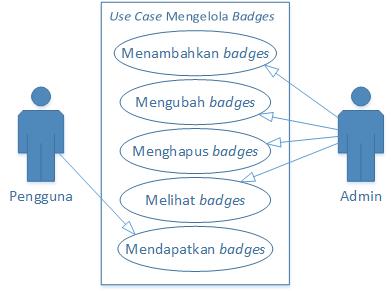 Use Case Mengelola Badges
Menambahkan badges
Mengubah badges
Menghapus badges
Pengguna
Melihat badges
Admin
Mendapatkan badges